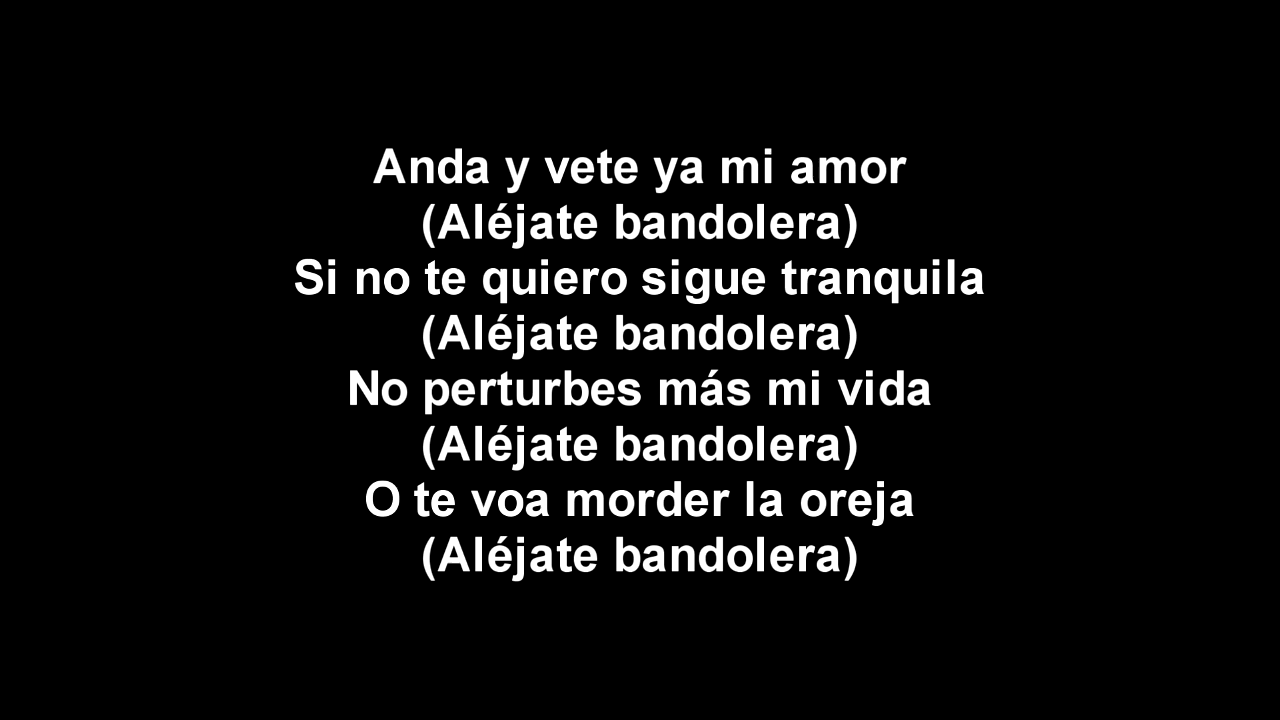 Anda y vete ya mi amor
(Aléjate bandolera)
Si no te quiero sigue tranquila
(Aléjate bandolera)
No perturbes más mi vida
(Aléjate bandolera)
O te voa morder la oreja
(Aléjate bandolera)